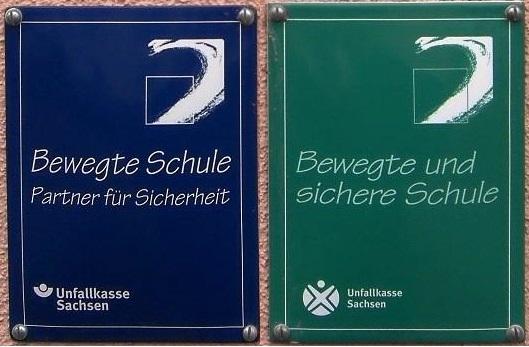 Bewegte Schule
Partner für Sicherheit
Unfallkasse
Sachsen
Bewegte und
sichere Schule
Unfallkasse
Sachsen